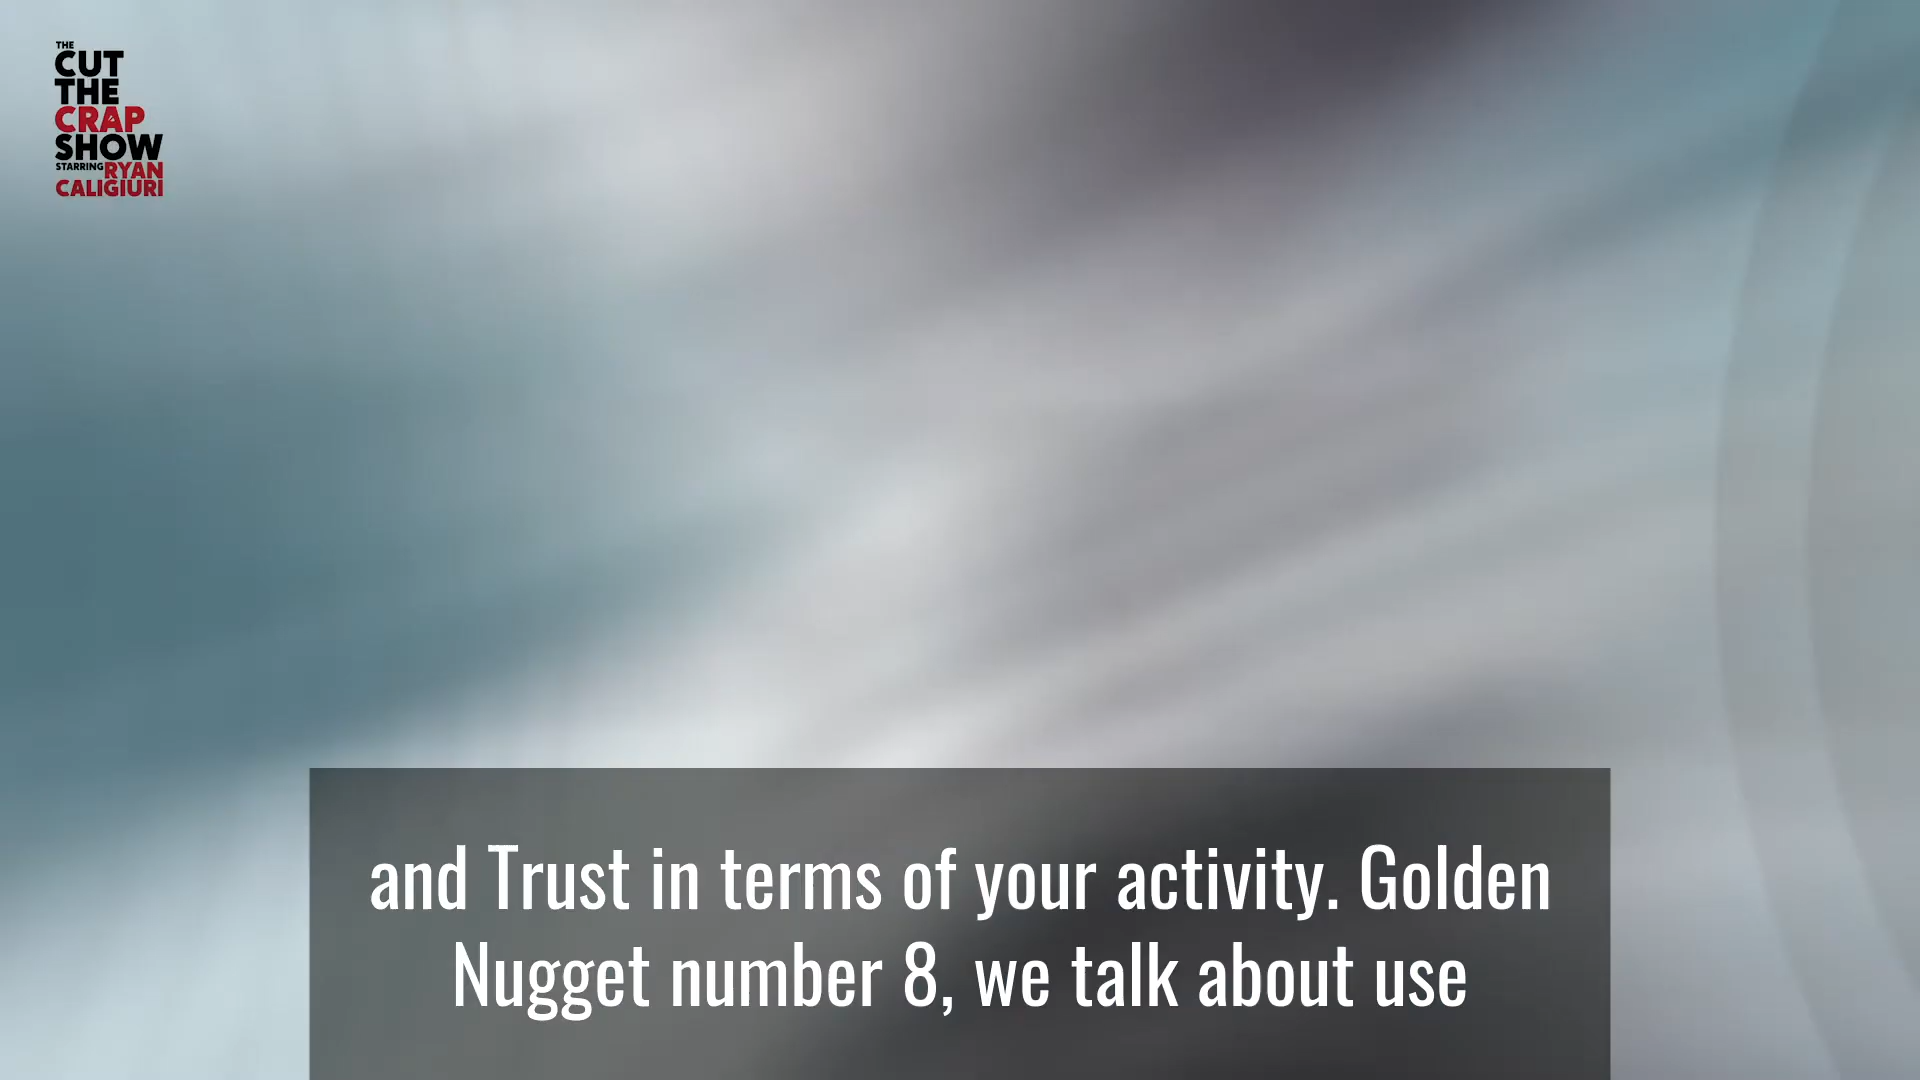 THE
CUT
THE
CRAP
SHOW
STARRING RYAN
CALIGIURI
and Trust in terms of your activity. Golden
Nugget number 8, we talk about use